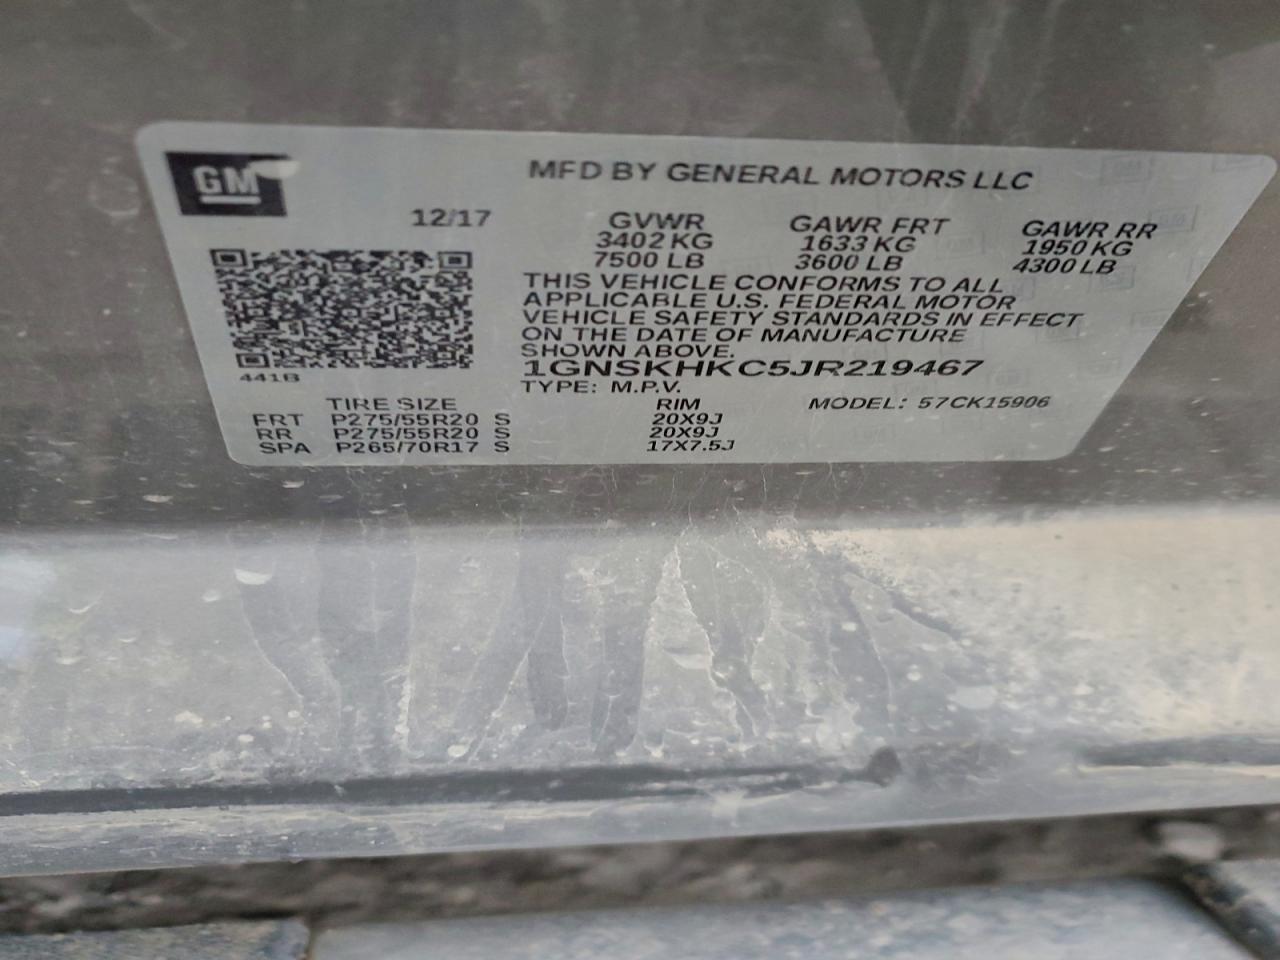 GM
MFD BY GENERAL MOTORS LLC
12/17
GVWR GAWR FRT GAWR RR
3402 KG 1633 KG 1950 KG
7500 LB 3600 LB 4300 LB
THIS VEHICLE CONFORMS TO ALL
APPLICABLE U.S. FEDERAL MOTOR
VEHICLE SAFETY STANDARDS IN EFFECT
ON THE DATE OF MANUFACTURE
SHOWN ABOVE.
1GNSKHKC5JR219467
441B
TYPE: M.P.V.
TIRE SIZE RIM MODEL: 57CK15906
FRT P275/55R20 S 20X9J
RR P275/55R20 S 20X9J
SPA P265/70R17 S 17X7.5J